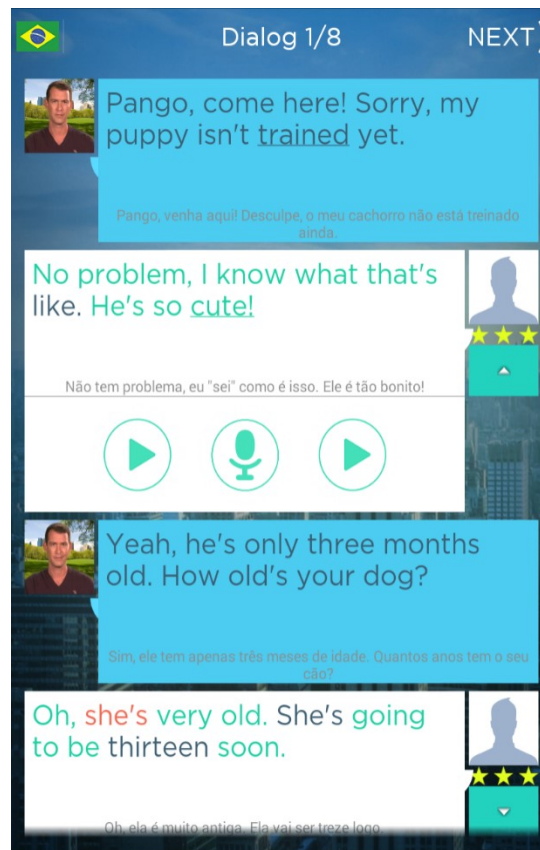 Dialog 1/8
NEXT
Pango, come here! Sorry, my
puppy isn't trained yet.
Pango, venha aqui! Desculpe, o meu cachorro não está treinado
ainda.
No problem, I know what that's
like. He's so cute!
Não tem problema, eu "sei" como é isso. Ele é tão bonito!
Yeah, he's only three months
old. How old's your dog?
Sim, ele tem apenas três meses de idade. Quantos anos tem o seu
cão?
Oh, she's very old. She's going
to be thirteen soon.
Oh, ela é muito antiga. Ela vai ser treze logo.